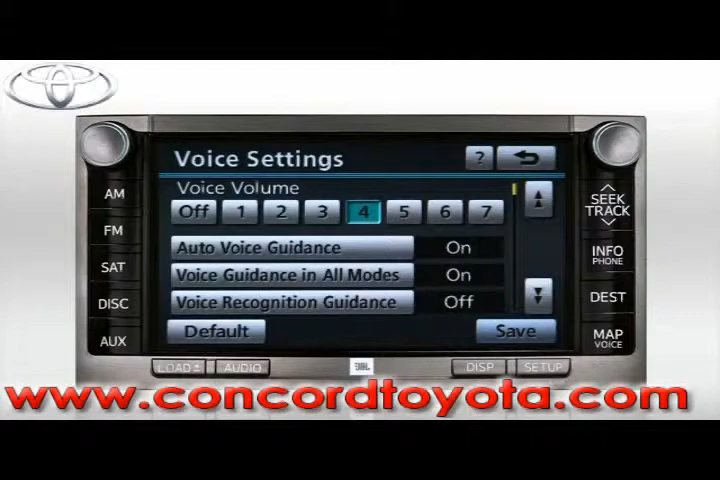 Voice Settings ?
Voice Volume
Off 1 2 3 4 5 6 7
Auto Voice Guidance On
Voice Guidance in All Modes On
Voice Recognition Guidance Off
Default Save
AM
FM
SAT
DISC
AUX
SEEK
TRACK
INFO
PHONE
DEST
MAP
VOICE
LOAD AUDIO JBL DISP SETUP
www.concordtoyota.com